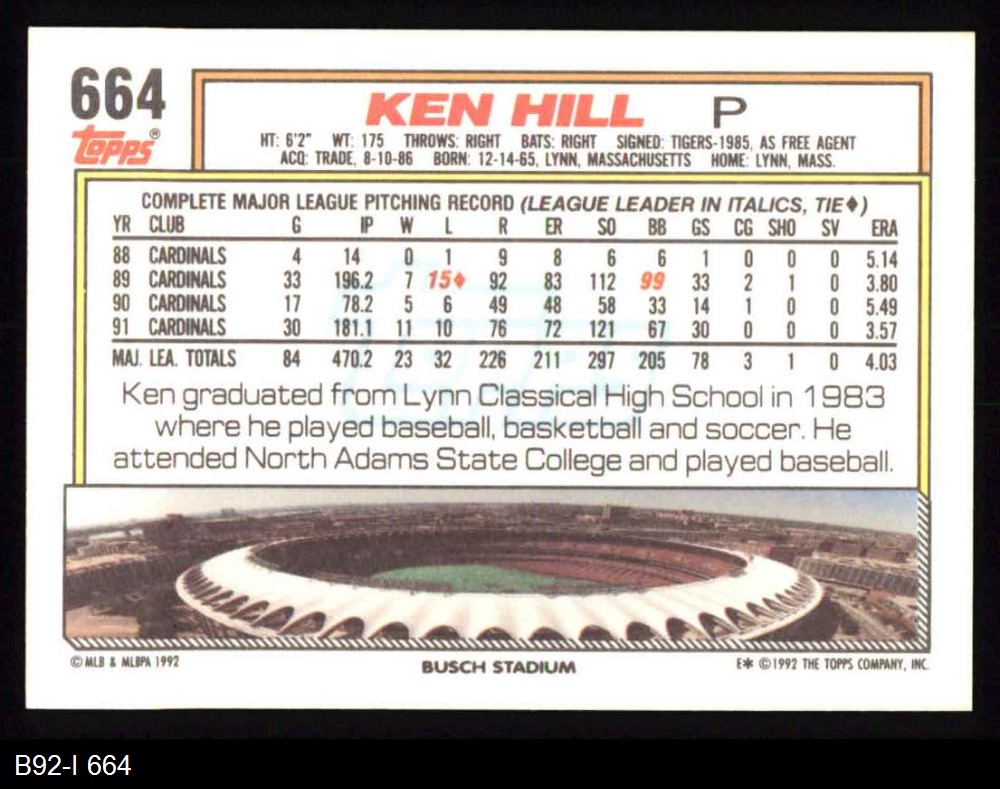 664
Topps®
KEN HILL P
HT: 6'2" WT: 175 THROWS: RIGHT BATS: RIGHT SIGNED: TIGERS-1985, AS FREE AGENT
ACQ: TRADE, 8-10-86 BORN: 12-14-65, LYNN, MASSACHUSETTS HOME: LYNN, MASS.
COMPLETE MAJOR LEAGUE PITCHING RECORD (LEAGUE LEADER IN ITALICS, TIE♦)
YR CLUB G IP W L R ER SO BB GS CG SHO SV ERA
88 CARDINALS 4 14 0 1 9 8 6 6 1 0 0 0 5.14
89 CARDINALS 33 196.2 7 15♦ 92 83 112 99 33 2 1 0 3.80
90 CARDINALS 17 78.2 5 6 49 48 58 33 14 1 0 0 5.49
91 CARDINALS 30 181.1 11 10 76 72 121 67 30 0 0 0 3.57
MAJ. LEA. TOTALS 84 470.2 23 32 226 211 297 205 78 3 1 0 4.03
Ken graduated from Lynn Classical High School in 1983
where he played baseball, basketball and soccer. He
attended North Adams State College and played baseball.
© MLB & MLBPA 1992
BUSCH STADIUM
E* ©1992 THE TOPPS COMPANY, INC.
B92-I 664